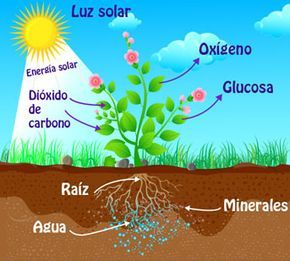 Luz solar
Oxígeno
Energía solar
Glucosa
Dióxido
de
carbono
Raíz
Minerales
Agua